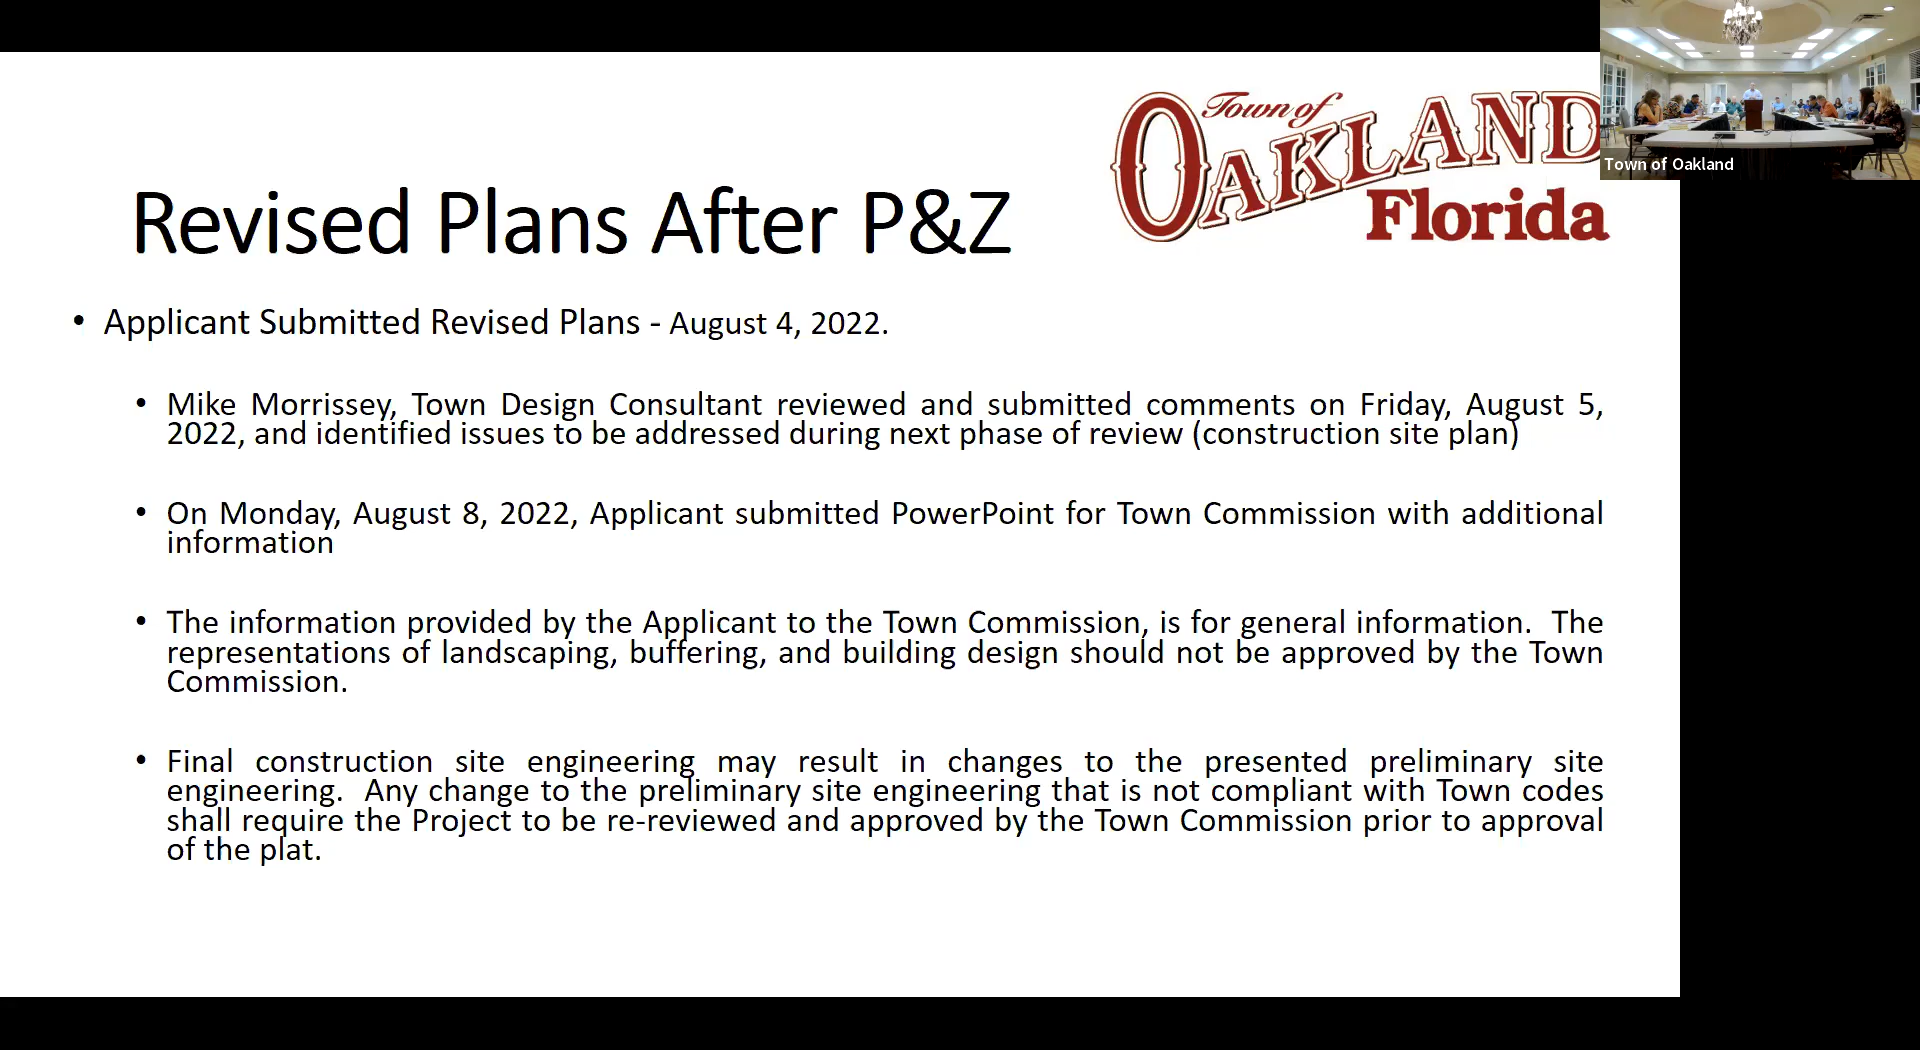 Town of
OAKLAND
Florida
Town of Oakland
Revised Plans After P&Z
• Applicant Submitted Revised Plans - August 4, 2022.
• Mike Morrissey, Town Design Consultant reviewed and submitted comments on Friday, August 5,
2022, and identified issues to be addressed during next phase of review (construction site plan)
• On Monday, August 8, 2022, Applicant submitted PowerPoint for Town Commission with additional
information
• The information provided by the Applicant to the Town Commission, is for general information.  The
representations of landscaping, buffering, and building design should not be approved by the Town
Commission.
• Final construction site engineering may result in changes to the presented preliminary site
engineering.  Any change to the preliminary site engineering that is not compliant with Town codes
shall require the Project to be re-reviewed and approved by the Town Commission prior to approval
of the plat.